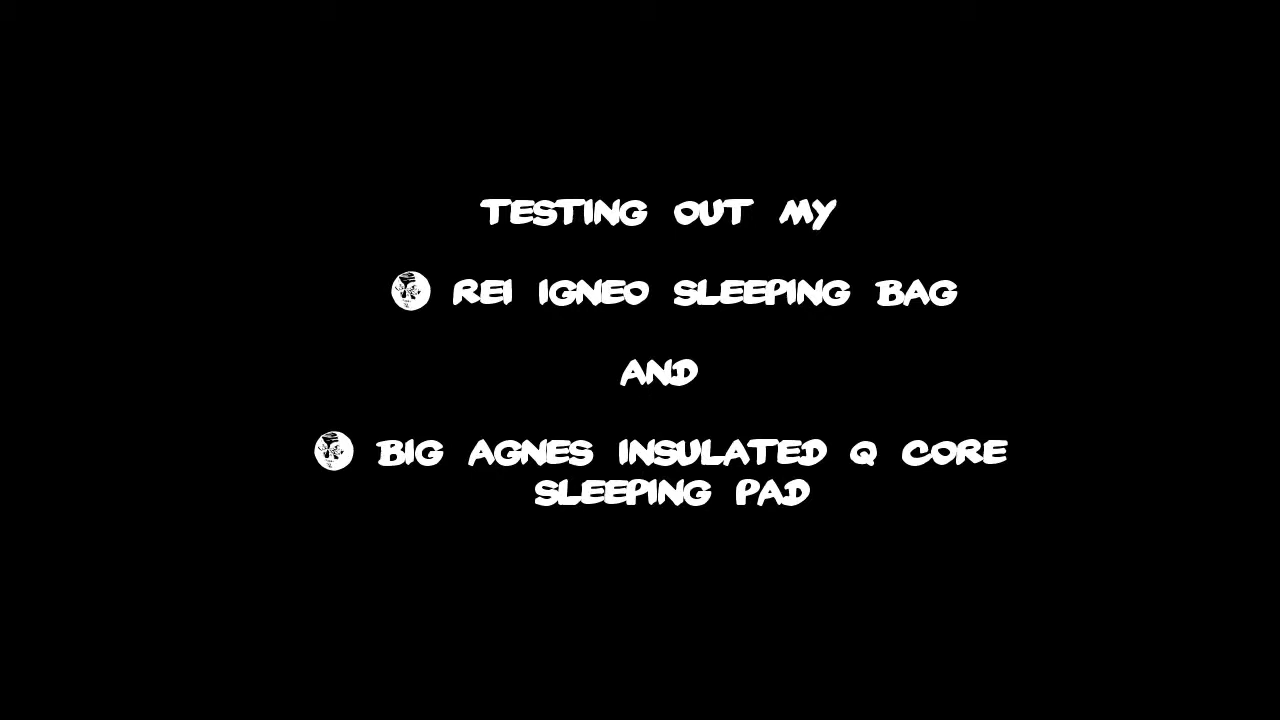 TESTING OUT MY
REI IGNEO SLEEPING BAG
AND
BIG AGNES INSULATED Q CORE
SLEEPING PAD